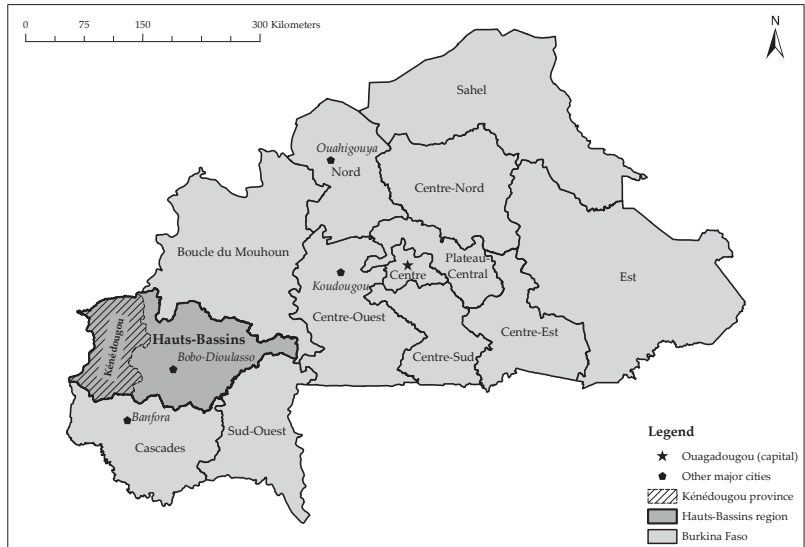 0 75 150 300 Kilometers
N
Sahel
Ouahigouya
Nord
Centre-Nord
Boucle du Mouhoun
Plateau-
Central
Centre
Est
Koudougou
Centre-Ouest
Kénédougou
Hauts-Bassins
Bobo-Dioulasso
Centre-Est
Centre-Sud
Banfora
Cascades
Sud-Ouest
Legend
Ouagadougou (capital)
Other major cities
Kénédougou province
Hauts-Bassins region
Burkina Faso